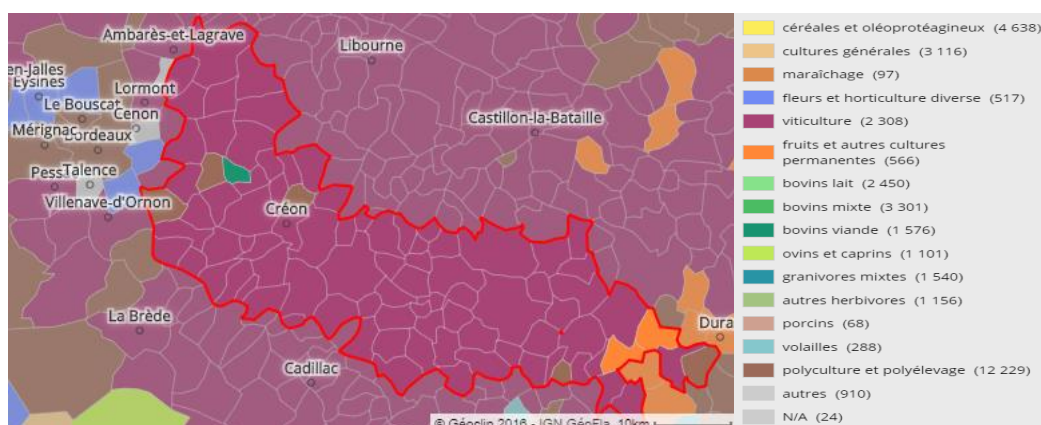 Ambarès-et-Lagrave
Libourne
en-Jalles
Eysines
Lormont
Le Bouscat
Cenon
Castillon-la-Bataille
Mérignac
Bordeaux
Pess
Talence
Villenave-d'Ornon
Créon
La Brède
Dura
Cadillac
© Géoclip 2016 - IGN GéoFla, 10km
céréales et oléoprotéagineux (4 638)
cultures générales (3 116)
maraîchage (97)
fleurs et horticulture diverse (517)
viticulture (2 308)
fruits et autres cultures
permanentes (566)
bovins lait (2 450)
bovins mixte (3 301)
bovins viande (1 576)
ovins et caprins (1 101)
granivores mixtes (1 540)
autres herbivores (1 156)
porcins (68)
volailles (288)
polyculture et polyélevage (12 229)
autres (910)
N/A (24)